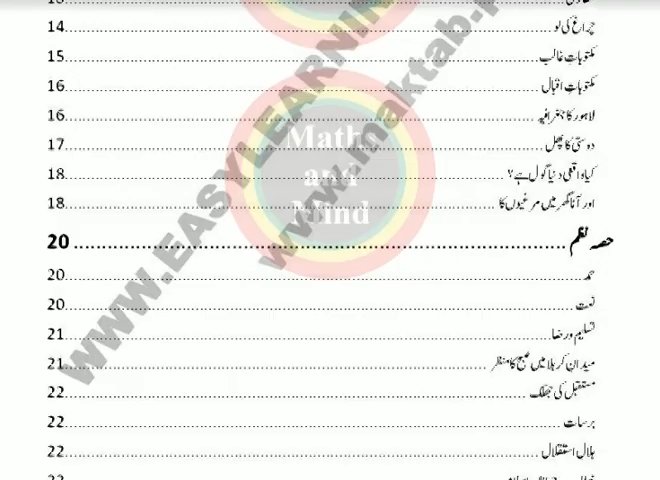 چراغ کی لو........14
مکتوباتِ غالب........15
مکتوباتِ اقبال........16
لاہور کا جغرافیہ........16
دوستی کا پھل........17
کیا واقعی دنیا گول ہے؟........18
اور آنا گھر میں مرغیوں کا........18
حصہ نظم........20
حمد........20
نعت........20
تسلیم و رضا........21
میدان کربلا میں صبح کا منظر........21
مستقبل کی جھلک........22
برسات........22
ہلال استقلال........22
Maths
and
Mind
WWW.EASYLEARNIN
www.maktab.p